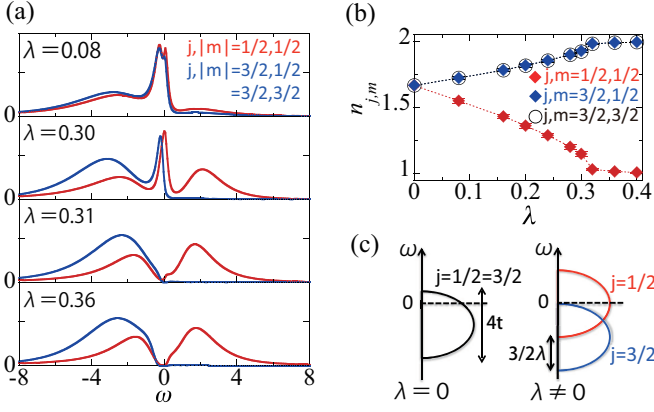 (a)
λ=0.08
j,|m|=1/2,1/2
j,|m|=3/2,1/2
=3/2,3/2
0
λ=0.30
0
λ=0.31
0
λ=0.36
0
-8 -4 0 4 8
ω
(b)
2
1.5
1
n_{j,m}
j,m=1/2,1/2
j,m=3/2,1/2
j,m=3/2,3/2
0 0.1 0.2 0.3 0.4
λ
(c)
ω
j=1/2=3/2
0
4t
λ=0
ω
j=1/2
0
3/2λ
j=3/2
λ≠0